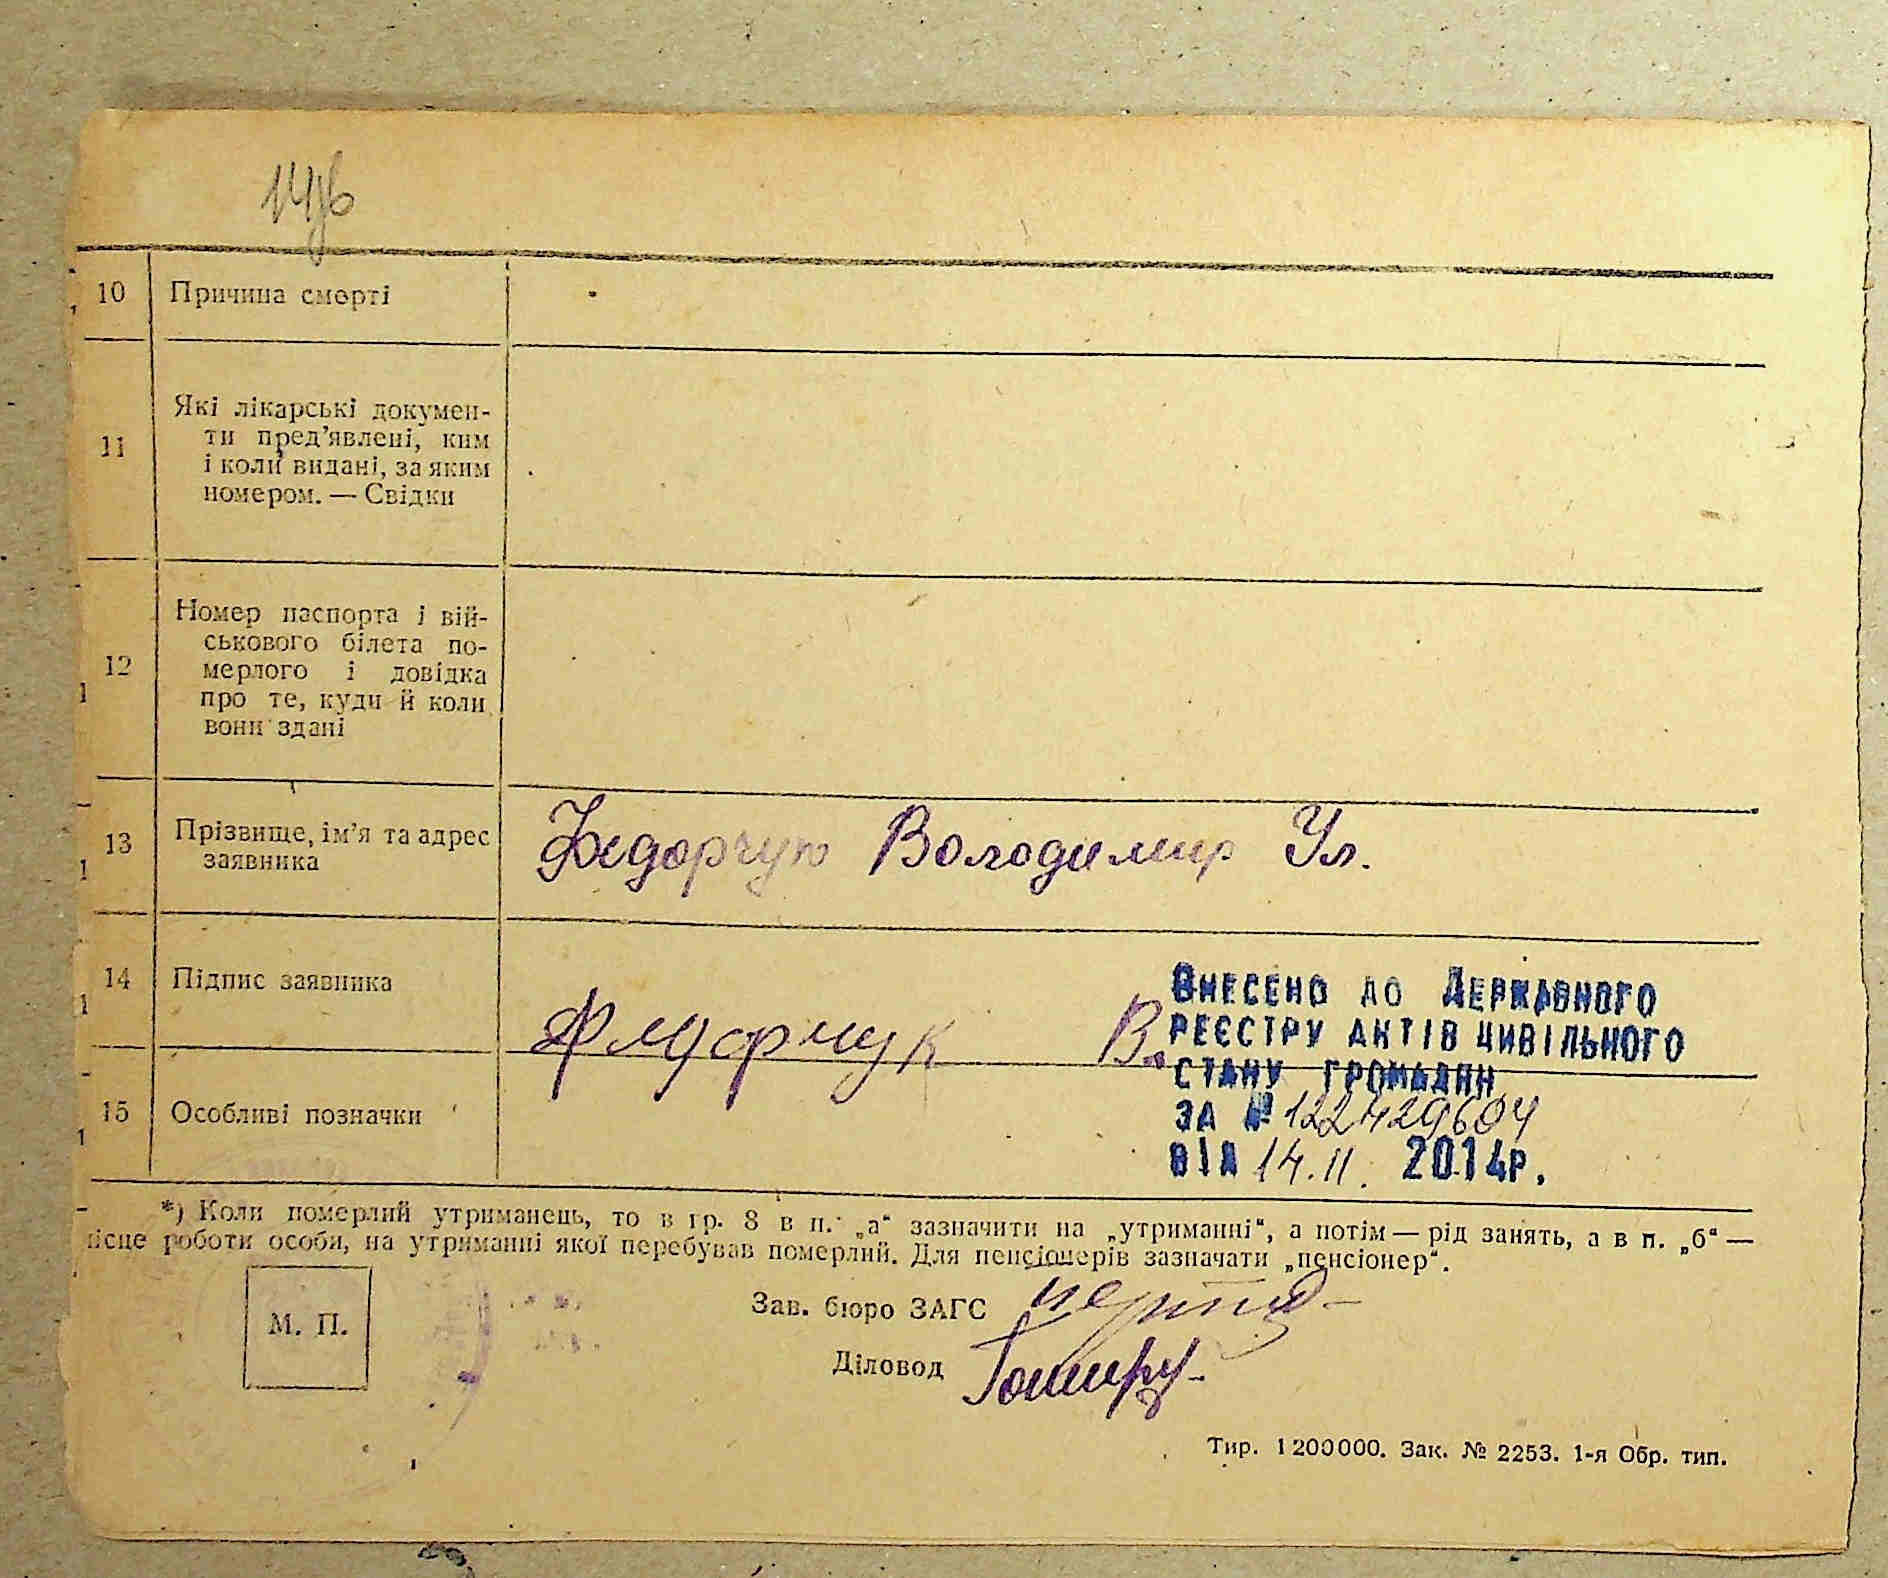 10 Причина смерті
11 Які лікарські докумен-
ти пред'явлені, ким
і коли видані, за яким
номером. — Свідки
12 Номер паспорта і вій-
ськового білета по-
мерлого і довідка
про те, куди й коли
вони здані
13 Прізвище, ім'я та адрес
заявника
Федорчук Володимир Ул.
14 Підпис заявника
Федорчук В.
15 Особливі позначки
Внесено до Державного
реєстру актів цивільного
стану громадян
за № 122429604
від 14.11. 2014р.
*) Коли померлий утриманець, то в гр. 8 в п. „а“ зазначити на „утриманні“, а потім — рід занять, а в п. „б“ —
місце роботи особи, на утриманні якої перебував померлий. Для пенсіонерів зазначати „пенсіонер“.
М. П.
Зав. бюро ЗАГС
Діловод
Тир. 1200000. Зак. № 2253. 1-я Обр. тип.